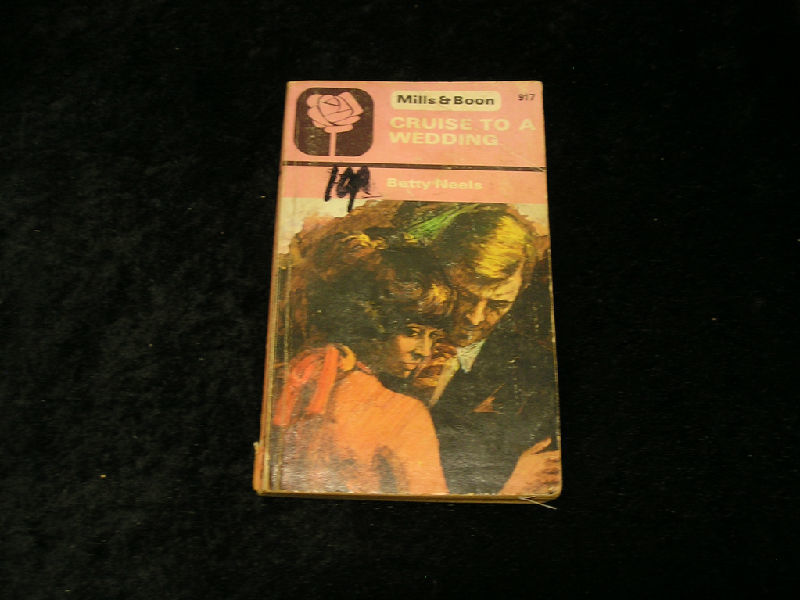 Mills & Boon
917
CRUISE TO A
WEDDING
Betty Neels